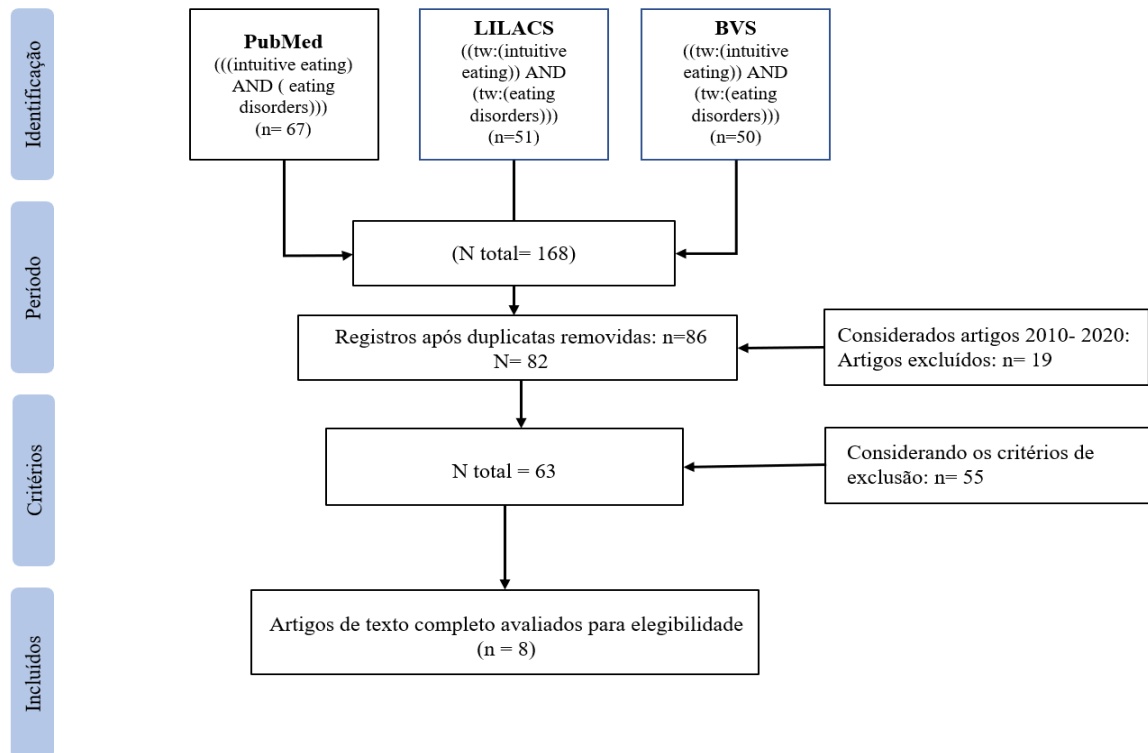 Identificação
PubMed
(((intuitive eating)
AND ( eating
disorders)))
(n= 67)
LILACS
((tw:(intuitive
eating)) AND
(tw:(eating
disorders)))
(n=51)
BVS
((tw:(intuitive
eating)) AND
(tw:(eating
disorders)))
(n=50)
Período
(N total= 168)
Registros após duplicatas removidas: n=86
N= 82
Considerados artigos 2010- 2020:
Artigos excluídos: n= 19
Critérios
N total = 63
Considerando os critérios de
exclusão: n= 55
Incluídos
Artigos de texto completo avaliados para elegibilidade
(n = 8)